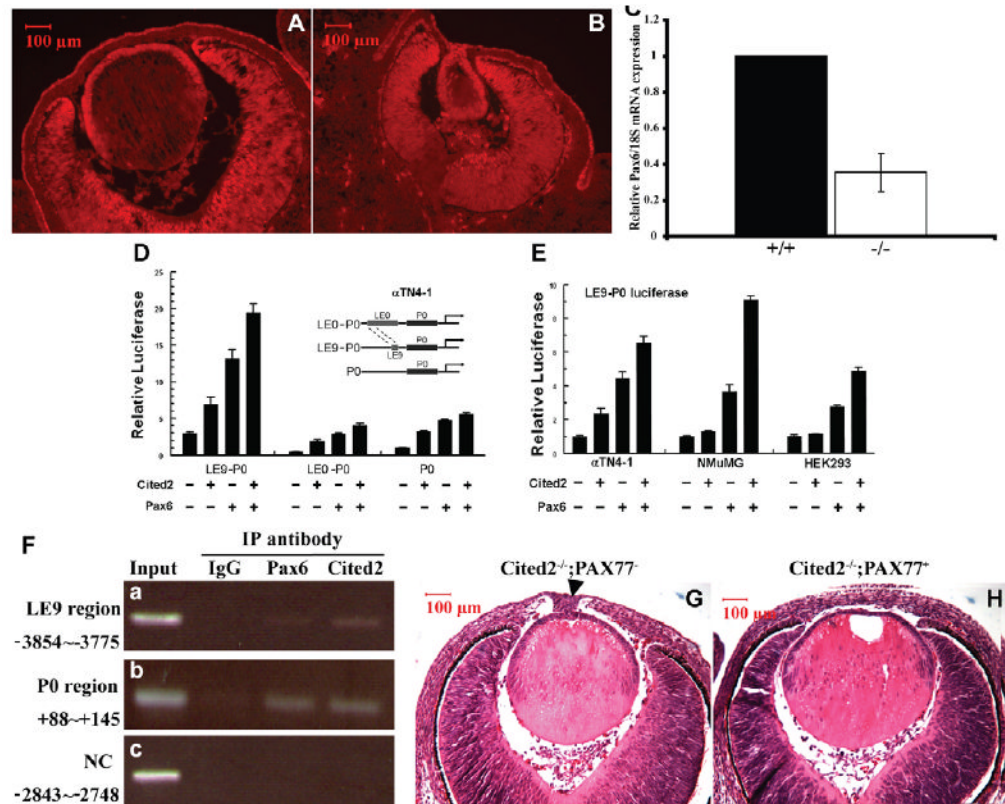 A
100 μm
B
100 μm
C
Relative Pax6/18S mRNA expression
1.2
1
0.8
0.6
0.4
0.2
0
+/+ -/-
D
αTN4-1
Relative Luciferase
25
20
15
10
5
0
LE0 P0
LE0-P0
P0
LE9-P0
LE9
P0
P0
LE9-P0 LE0-P0 P0
Cited2 - + - + - + - + - + - +
Pax6 - - + + - - + + - - + +
E
LE9-P0 luciferase
Relative Luciferase
10
8
6
4
2
0
αTN4-1 NMuMG HEK293
Cited2 - + - + - + - + - + - +
Pax6 - - + + - - + + - - + +
F
IP antibody
Input IgG Pax6 Cited2
a
LE9 region
-3854~-3775
b
P0 region
+88~+145
c
NC
-2843~-2748
Cited2-/-;PAX77-
100 μm
G
Cited2-/-;PAX77+
100 μm
H